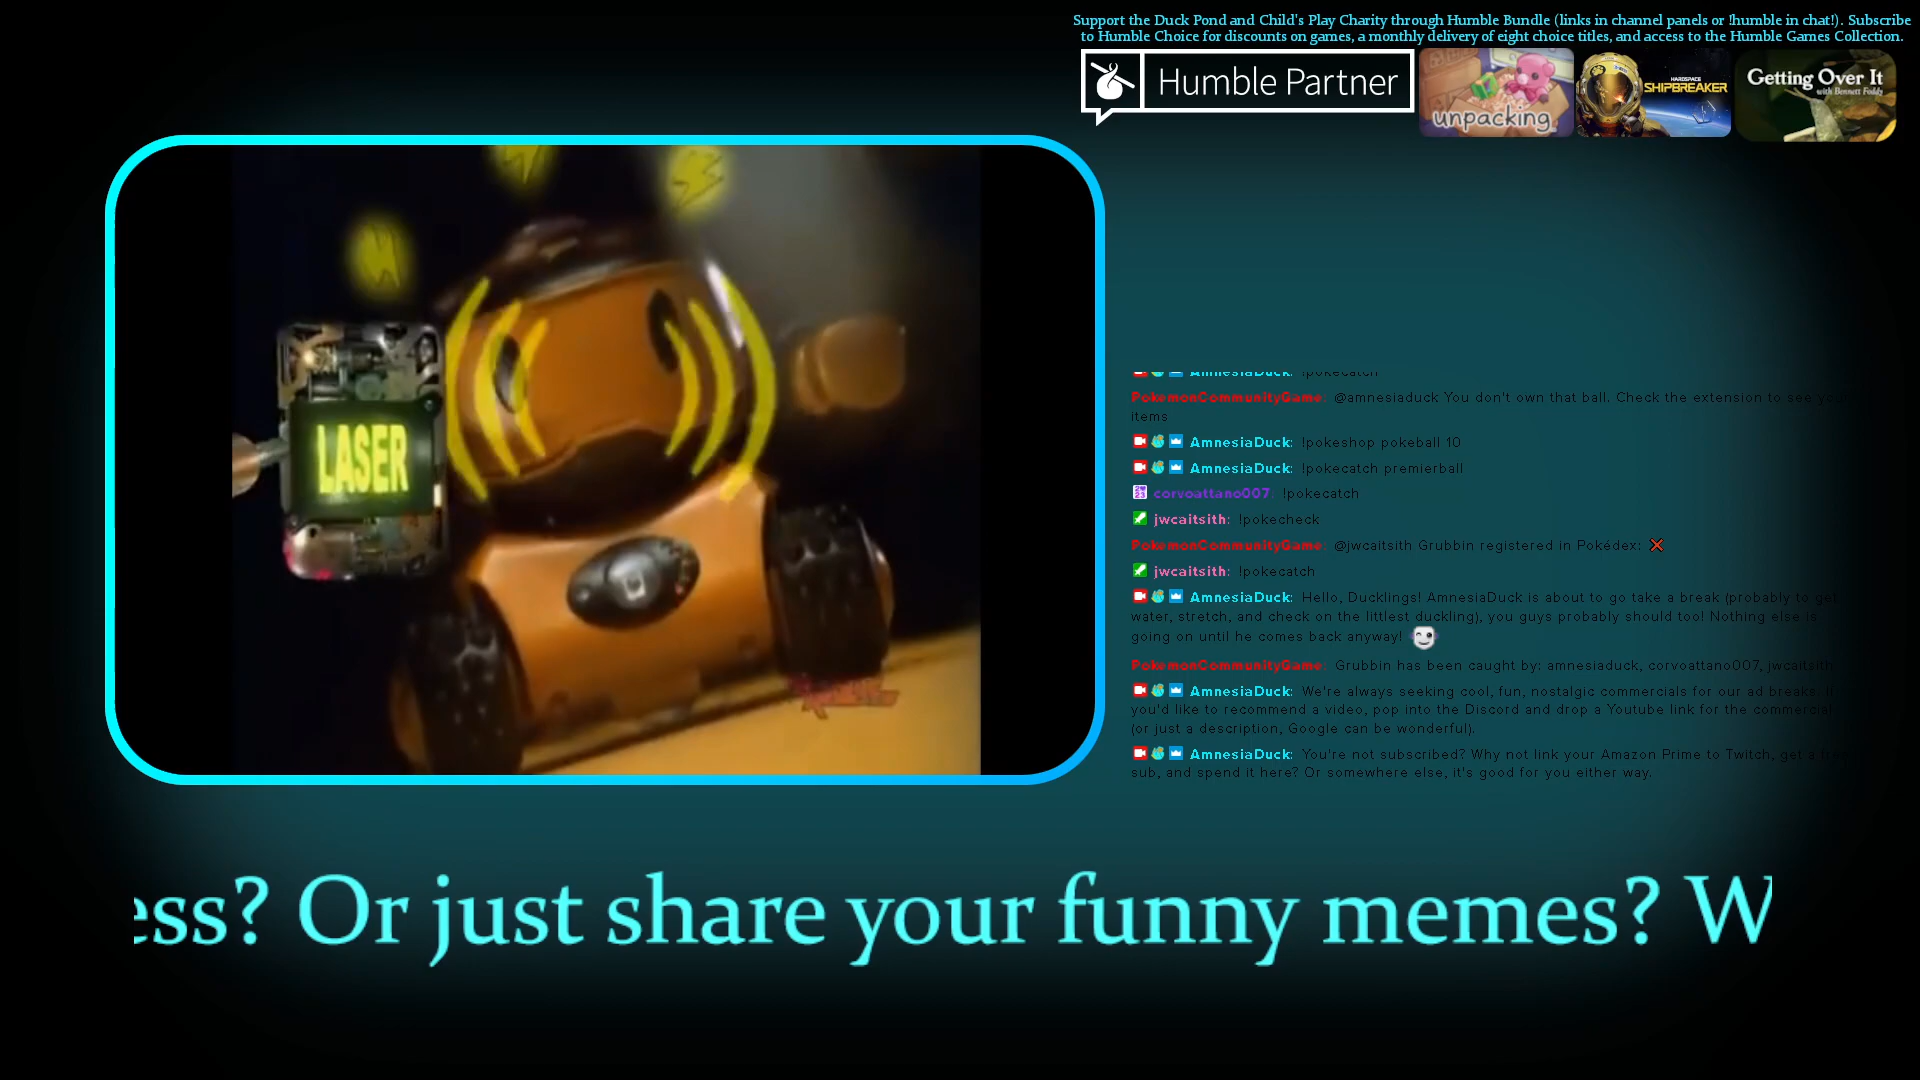 Support the Duck Pond and Child's Play Charity through Humble Bundle (links in channel panels or !humble in chat!). Subscribe
to Humble Choice for discounts on games, a monthly delivery of eight choice titles, and access to the Humble Games Collection.
Humble Partner
unpacking
HARDSPACE
SHIPBREAKER
Getting Over It
with Bennett Foddy
LASER
AmnesiaDuck: !pokecatch
PokemonCommunityGame: @amnesiaduck You don't own that ball. Check the extension to see your
items
AmnesiaDuck: !pokeshop pokeball 10
AmnesiaDuck: !pokecatch premierball
corvoattano007: !pokecatch
jwcaitsith: !pokecheck
PokemonCommunityGame: @jwcaitsith Grubbin registered in Pokédex: ❌
jwcaitsith: !pokecatch
AmnesiaDuck: Hello, Ducklings! AmnesiaDuck is about to go take a break (probably to get
water, stretch, and check on the littlest duckling), you guys probably should too! Nothing else is
going on until he comes back anyway!
PokemonCommunityGame: Grubbin has been caught by: amnesiaduck, corvoattano007, jwcaitsith
AmnesiaDuck: We're always seeking cool, fun, nostalgic commercials for our ad breaks. If
you'd like to recommend a video, pop into the Discord and drop a Youtube link for the commercial
(or just a description, Google can be wonderful).
AmnesiaDuck: You're not subscribed? Why not link your Amazon Prime to Twitch, get a free
sub, and spend it here? Or somewhere else, it's good for you either way.
ess? Or just share your funny memes? W